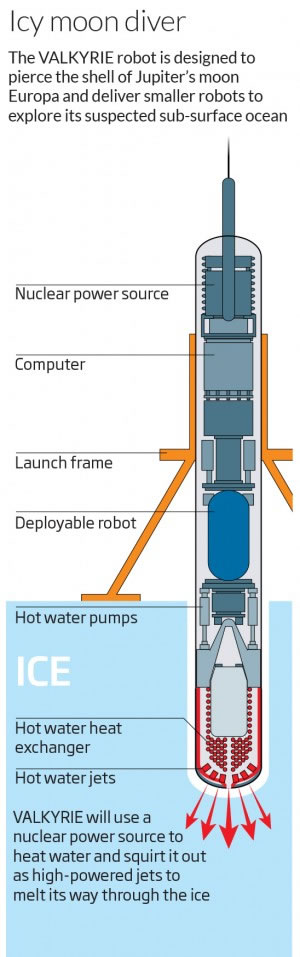 Icy moon diver
The VALKYRIE robot is designed to
pierce the shell of Jupiter's moon
Europa and deliver smaller robots to
explore its suspected sub-surface ocean
Nuclear power source
Computer
Launch frame
Deployable robot
Hot water pumps
ICE
Hot water heat
exchanger
Hot water jets
VALKYRIE will use a
nuclear power source to
heat water and squirt it out
as high-powered jets to
melt its way through the ice